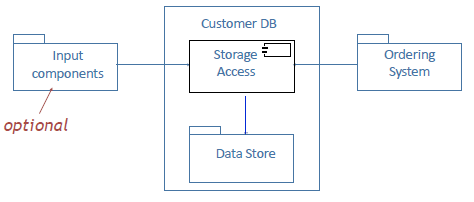 Customer DB
Input
components
Storage
Access
Ordering
System
optional
Data Store